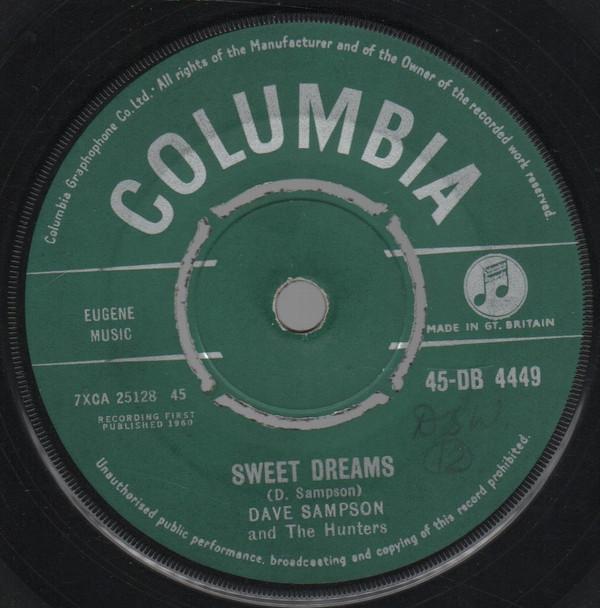 Columbia Graphophone Co. Ltd. · All rights of the Manufacturer and of the Owner of the recorded work reserved.
COLUMBIA
EUGENE
MUSIC
MADE IN GT. BRITAIN
7XCA 25128 45
RECORDING FIRST
PUBLISHED 1960
45-DB 4449
SWEET DREAMS
(D. Sampson)
DAVE SAMPSON
and The Hunters
Unauthorised public performance, broadcasting and copying of this record prohibited.